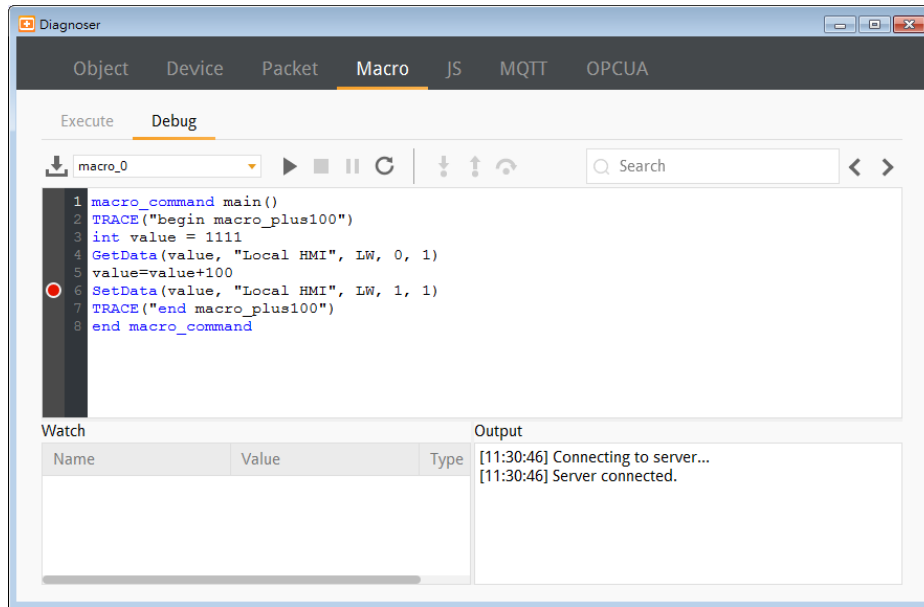 Diagnoser
Object Device Packet Macro JS MQTT OPCUA
Execute Debug
macro_0 Search
1 macro_command main()
2 TRACE("begin macro_plus100")
3 int value = 1111
4 GetData(value, "Local HMI", LW, 0, 1)
5 value=value+100
6 SetData(value, "Local HMI", LW, 1, 1)
7 TRACE("end macro_plus100")
8 end macro_command
Watch Output
Name Value Type
[11:30:46] Connecting to server...
[11:30:46] Server connected.